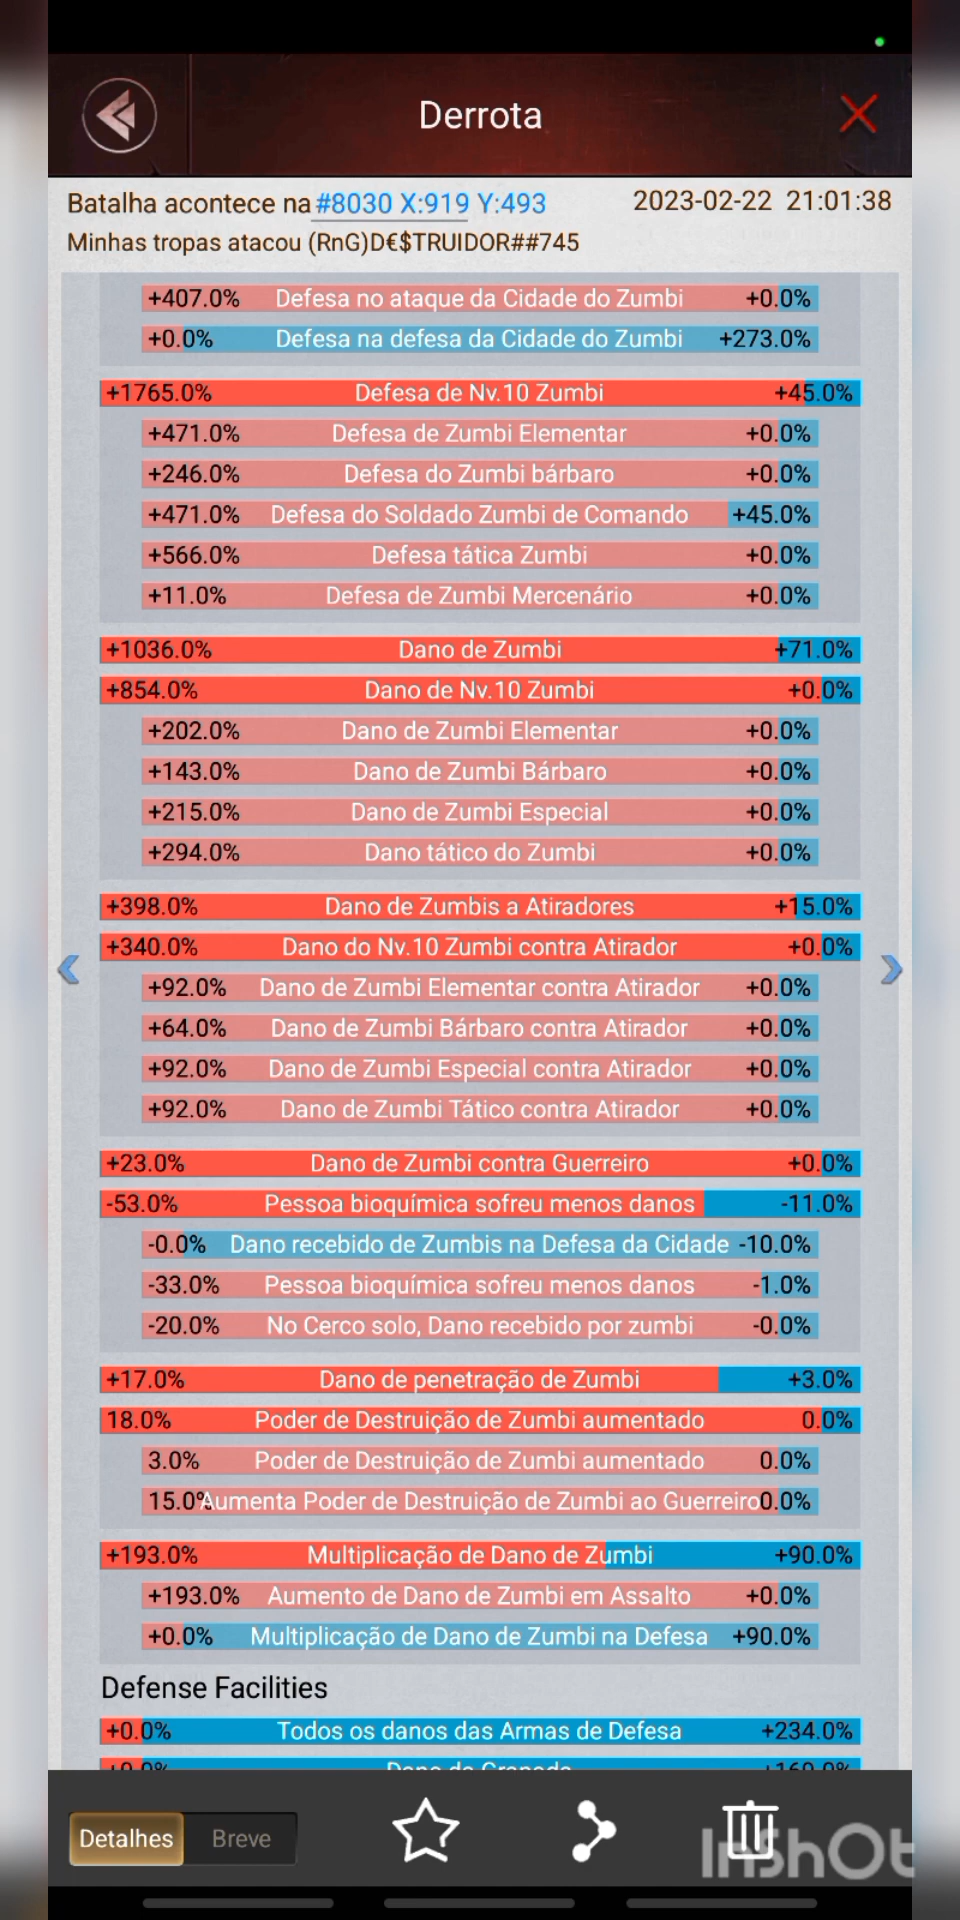 Derrota
Batalha acontece na #8030 X:919 Y:493 2023-02-22 21:01:38
Minhas tropas atacou (RnG)D€$TRUIDOR##745
+407.0% Defesa no ataque da Cidade do Zumbi +0.0%
+0.0% Defesa na defesa da Cidade do Zumbi +273.0%
+1765.0% Defesa de Nv.10 Zumbi +45.0%
+471.0% Defesa de Zumbi Elementar +0.0%
+246.0% Defesa do Zumbi bárbaro +0.0%
+471.0% Defesa do Soldado Zumbi de Comando +45.0%
+566.0% Defesa tática Zumbi +0.0%
+11.0% Defesa de Zumbi Mercenário +0.0%
+1036.0% Dano de Zumbi +71.0%
+854.0% Dano de Nv.10 Zumbi +0.0%
+202.0% Dano de Zumbi Elementar +0.0%
+143.0% Dano de Zumbi Bárbaro +0.0%
+215.0% Dano de Zumbi Especial +0.0%
+294.0% Dano tático do Zumbi +0.0%
+398.0% Dano de Zumbis a Atiradores +15.0%
+340.0% Dano do Nv.10 Zumbi contra Atirador +0.0%
+92.0% Dano de Zumbi Elementar contra Atirador +0.0%
+64.0% Dano de Zumbi Bárbaro contra Atirador +0.0%
+92.0% Dano de Zumbi Especial contra Atirador +0.0%
+92.0% Dano de Zumbi Tático contra Atirador +0.0%
+23.0% Dano de Zumbi contra Guerreiro +0.0%
-53.0% Pessoa bioquímica sofreu menos danos -11.0%
-0.0% Dano recebido de Zumbis na Defesa da Cidade -10.0%
-33.0% Pessoa bioquímica sofreu menos danos -1.0%
-20.0% No Cerco solo, Dano recebido por zumbi -0.0%
+17.0% Dano de penetração de Zumbi +3.0%
18.0% Poder de Destruição de Zumbi aumentado 0.0%
3.0% Poder de Destruição de Zumbi aumentado 0.0%
15.0% Aumenta Poder de Destruição de Zumbi ao Guerreiro 0.0%
+193.0% Multiplicação de Dano de Zumbi +90.0%
+193.0% Aumento de Dano de Zumbi em Assalto +0.0%
+0.0% Multiplicação de Dano de Zumbi na Defesa +90.0%
Defense Facilities
+0.0% Todos os danos das Armas de Defesa +234.0%
Detalhes Breve
InShOt